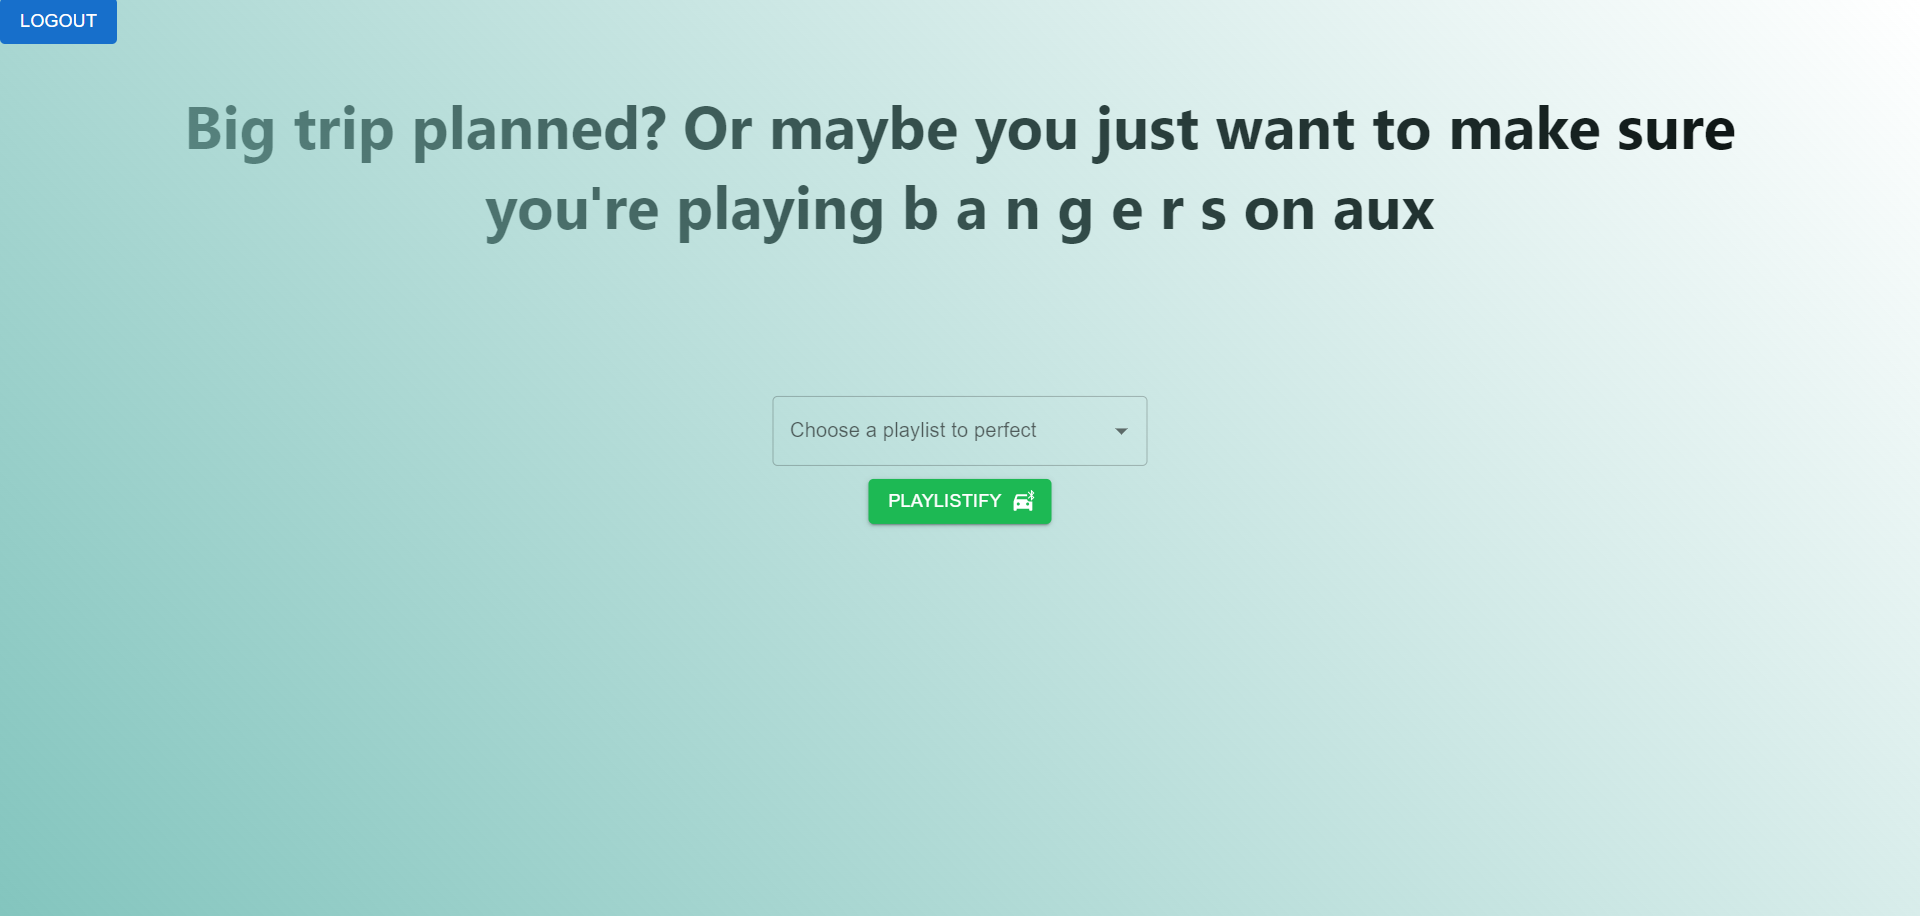 LOGOUT
Big trip planned? Or maybe you just want to make sure
you're playing b a n g e r s on aux
Choose a playlist to perfect
PLAYLISTIFY